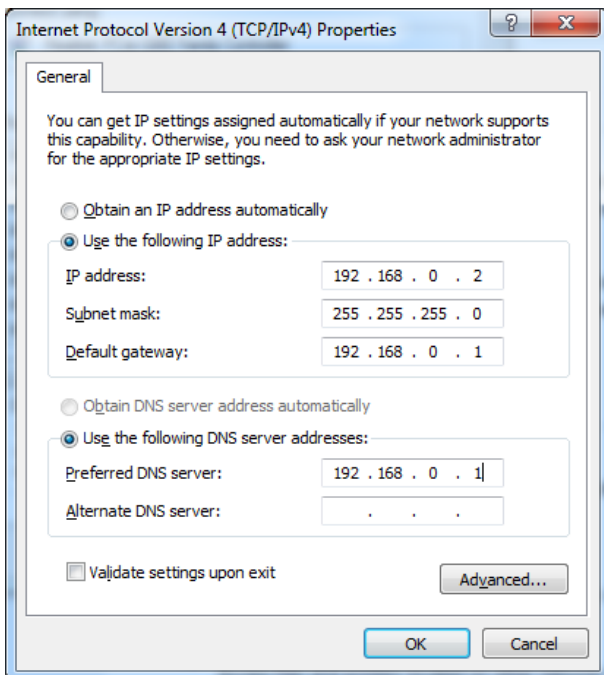 Internet Protocol Version 4 (TCP/IPv4) Properties
General
You can get IP settings assigned automatically if your network supports
this capability. Otherwise, you need to ask your network administrator
for the appropriate IP settings.
Obtain an IP address automatically
Use the following IP address:
IP address: 192 . 168 . 0 . 2
Subnet mask: 255 . 255 . 255 . 0
Default gateway: 192 . 168 . 0 . 1
Obtain DNS server address automatically
Use the following DNS server addresses:
Preferred DNS server: 192 . 168 . 0 . 1
Alternate DNS server: . . .
Validate settings upon exit
Advanced...
OK Cancel